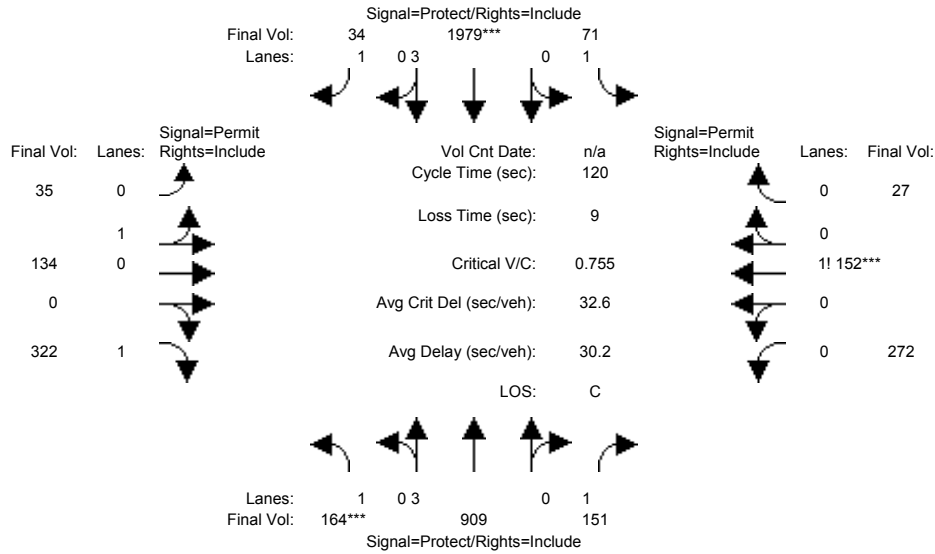 Signal=Protect/Rights=Include
Final Vol: 34 1979*** 71
Lanes: 1 0 3 0 1
Signal=Permit Signal=Permit
Final Vol: Lanes: Rights=Include Vol Cnt Date: n/a Rights=Include Lanes: Final Vol:
Cycle Time (sec): 120
35 0 0 27
Loss Time (sec): 9
1 0
134 0 Critical V/C: 0.755 1! 152***
0 Avg Crit Del (sec/veh): 32.6 0
322 1 Avg Delay (sec/veh): 30.2 0 272
LOS: C
Lanes: 1 0 3 0 1
Final Vol: 164*** 909 151
Signal=Protect/Rights=Include